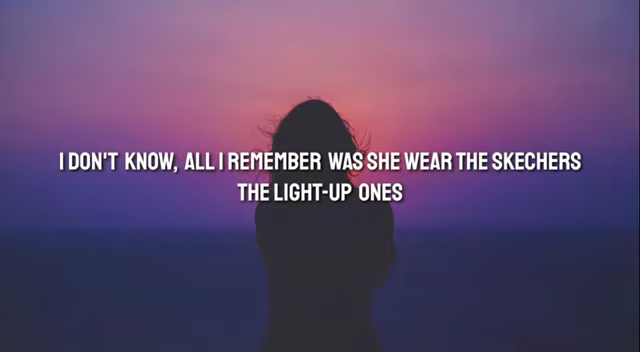 I DON'T KNOW, ALL I REMEMBER WAS SHE WEAR THE SKECHERS
THE LIGHT-UP ONES